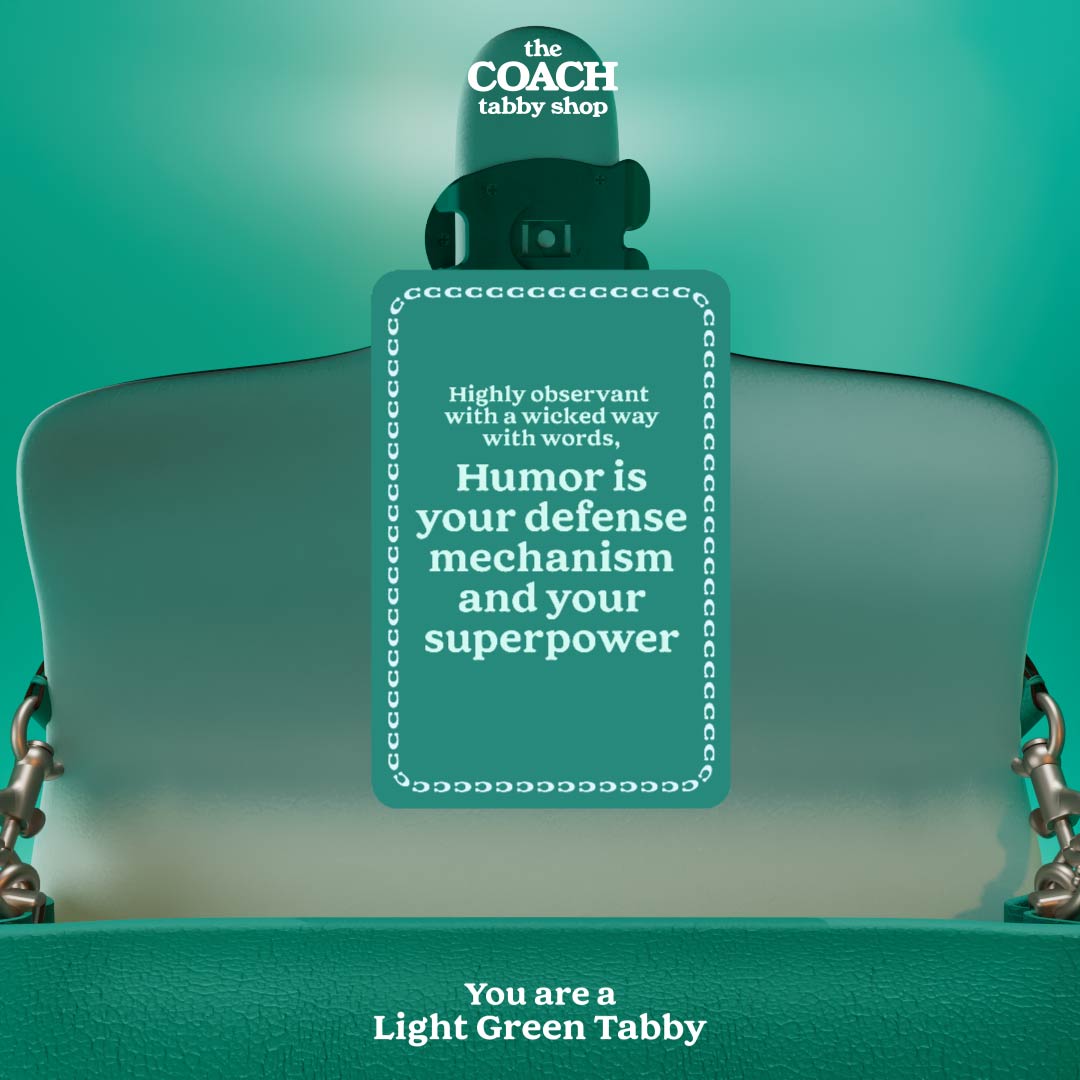 the
COACH
tabby shop
Highly observant
with a wicked way
with words,
Humor is
your defense
mechanism
and your
superpower
You are a
Light Green Tabby